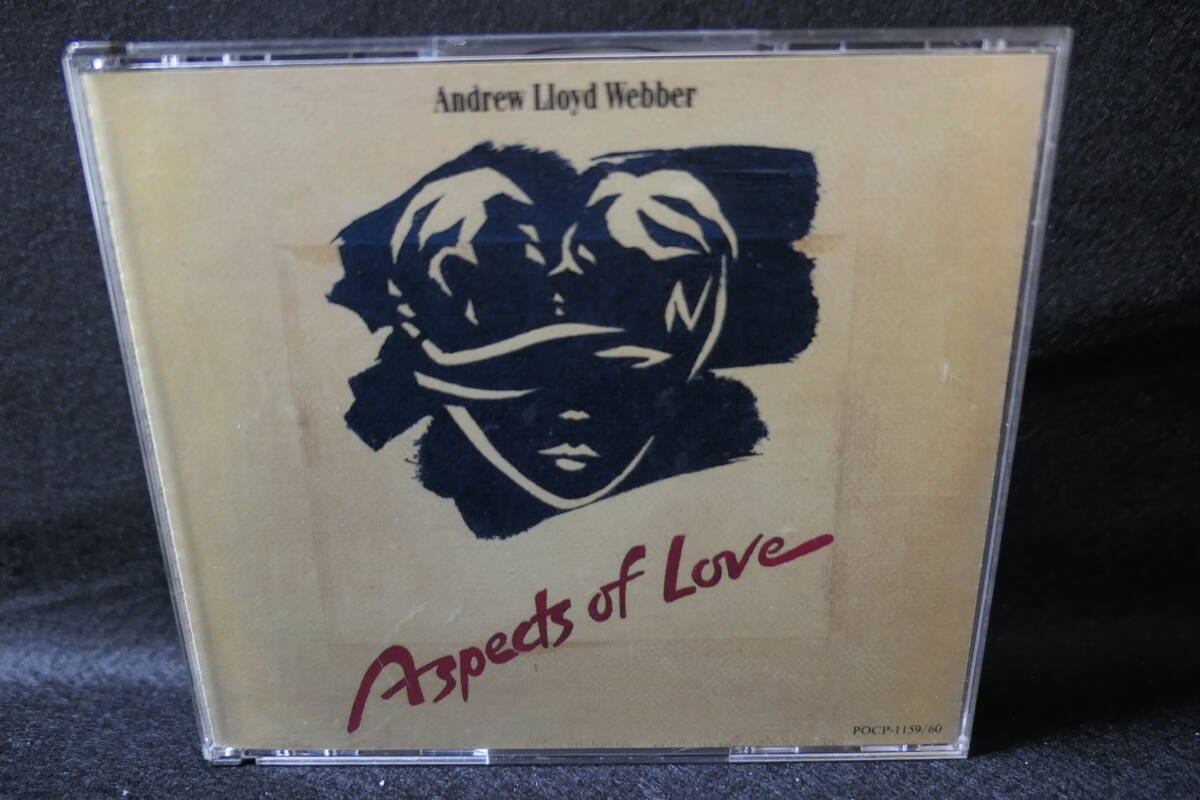 Andrew Lloyd Webber
Aspects of Love
POCP-1159/60